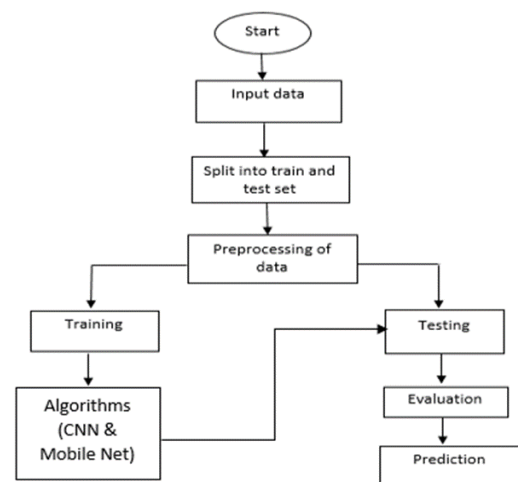 Start
Input data
Split into train and
test set
Preprocessing of
data
Training
Testing
Algorithms
(CNN &
Mobile Net)
Evaluation
Prediction